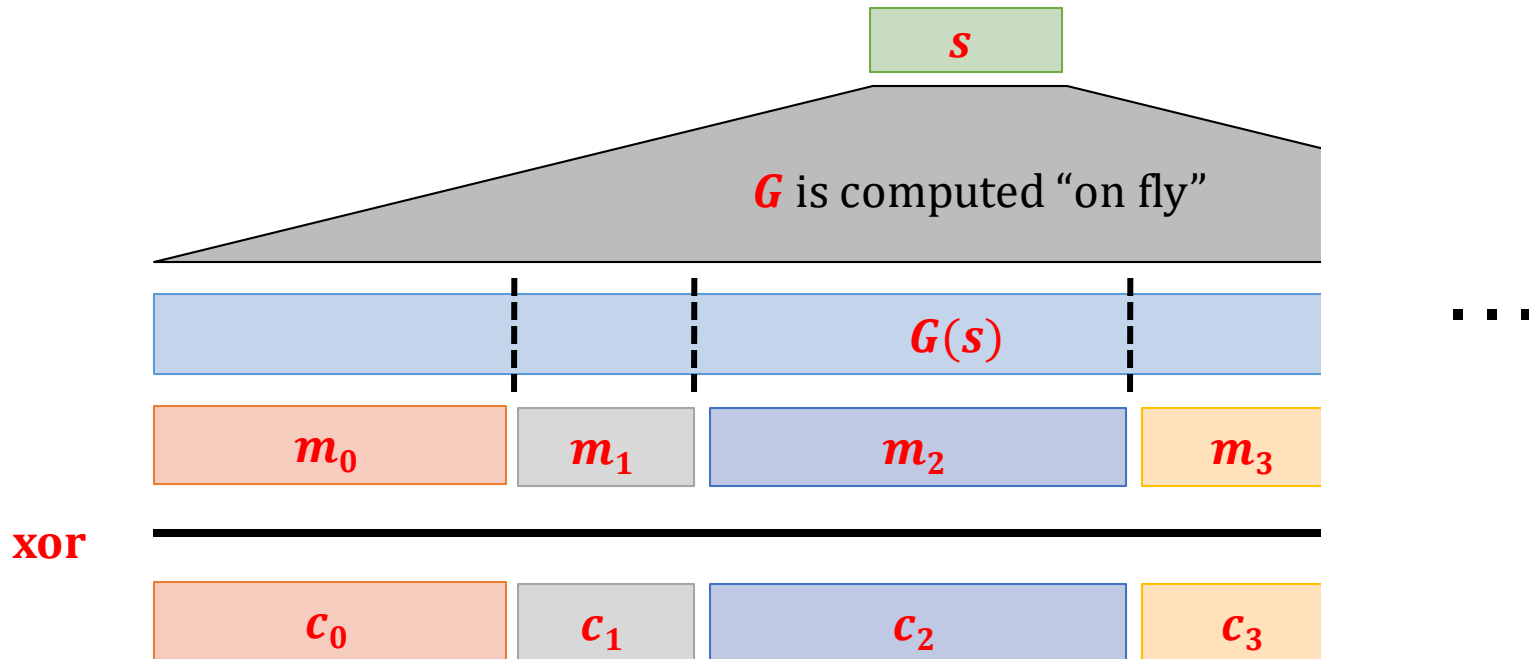 s
G is computed “on fly”
G(s)
. . .
m₀ m₁ m₂ m₃
xor
c₀ c₁ c₂ c₃